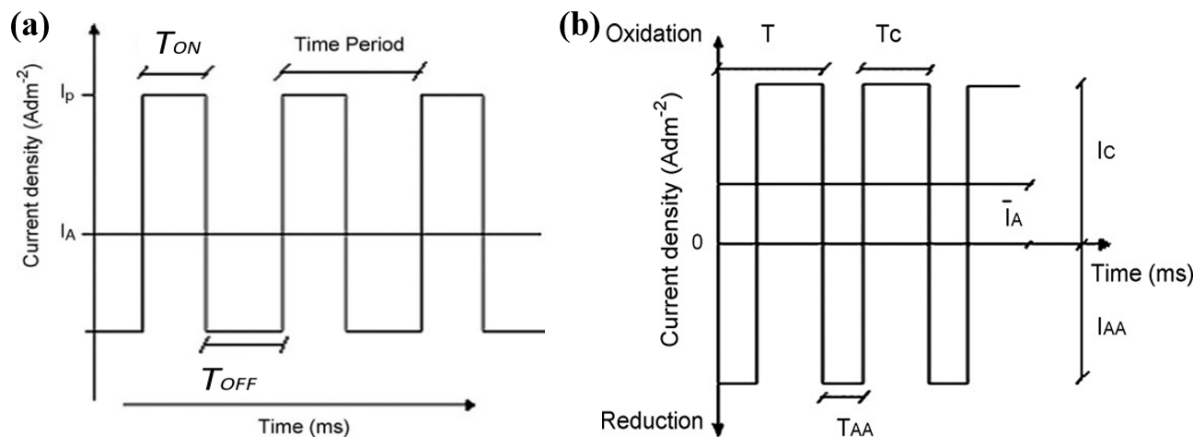 (a)
TON
Time Period
Current density (Adm-2)
Ip
IA
TOFF
Time (ms)
(b)
Oxidation
T
Tc
Current density (Adm-2)
0
IC
ĪA
Time (ms)
IAA
TAA
Reduction